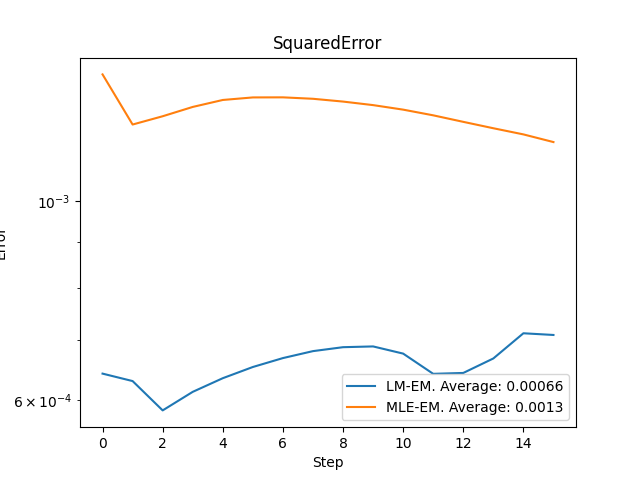 SquaredError
10⁻³
6 × 10⁻⁴
Error
0 2 4 6 8 10 12 14
Step
LM-EM. Average: 0.00066
MLE-EM. Average: 0.0013